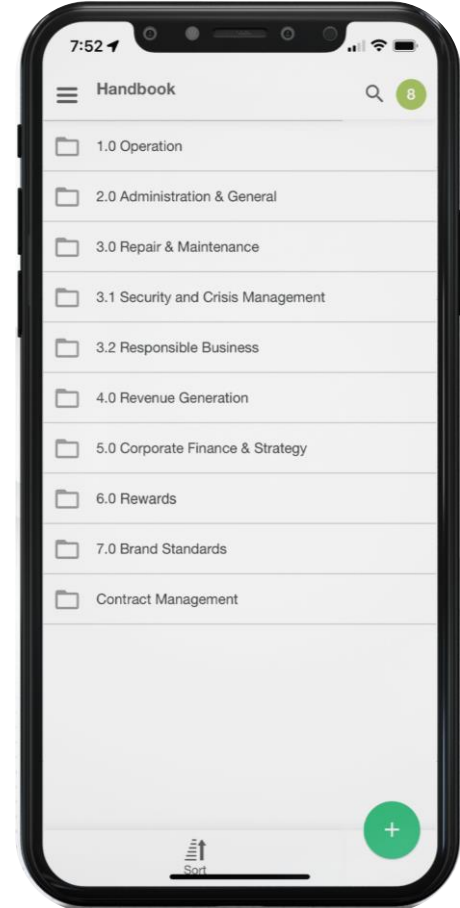 7:52
Handbook
8
1.0 Operation
2.0 Administration & General
3.0 Repair & Maintenance
3.1 Security and Crisis Management
3.2 Responsible Business
4.0 Revenue Generation
5.0 Corporate Finance & Strategy
6.0 Rewards
7.0 Brand Standards
Contract Management
+
Sort